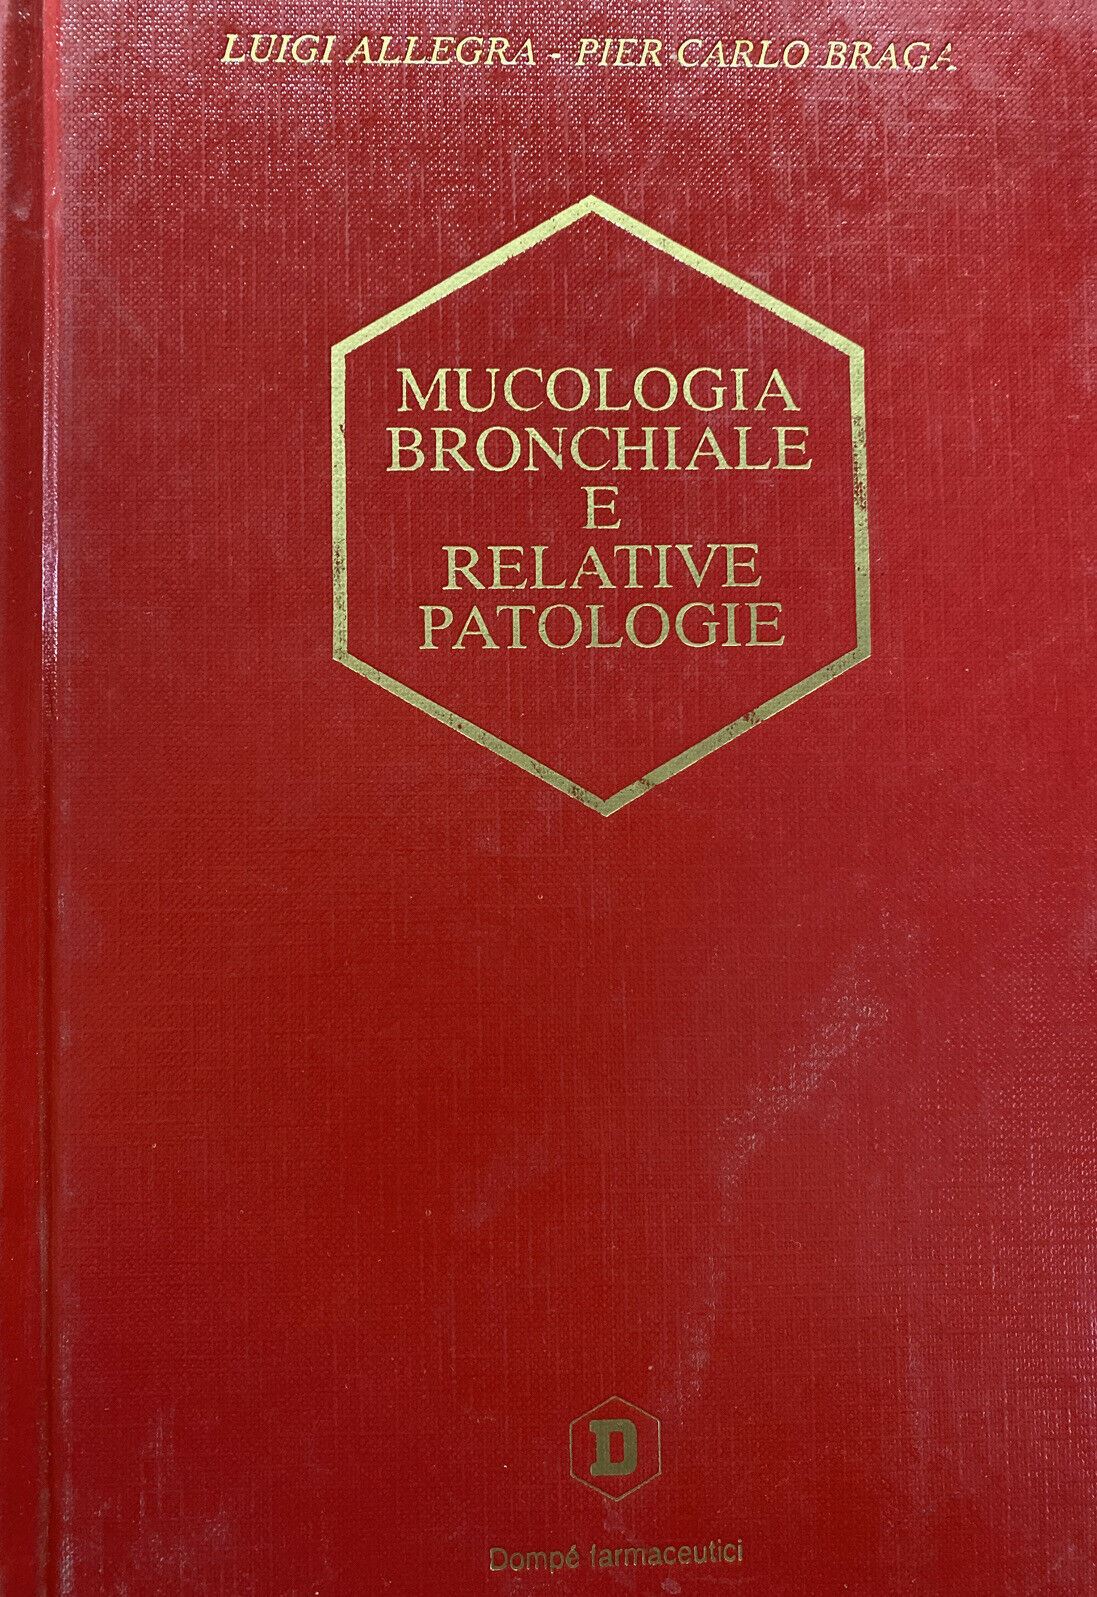 LUIGI ALLEGRA - PIER CARLO BRAGA
MUCOLOGIA
BRONCHIALE
E
RELATIVE
PATOLOGIE
D
Dompé farmaceutici